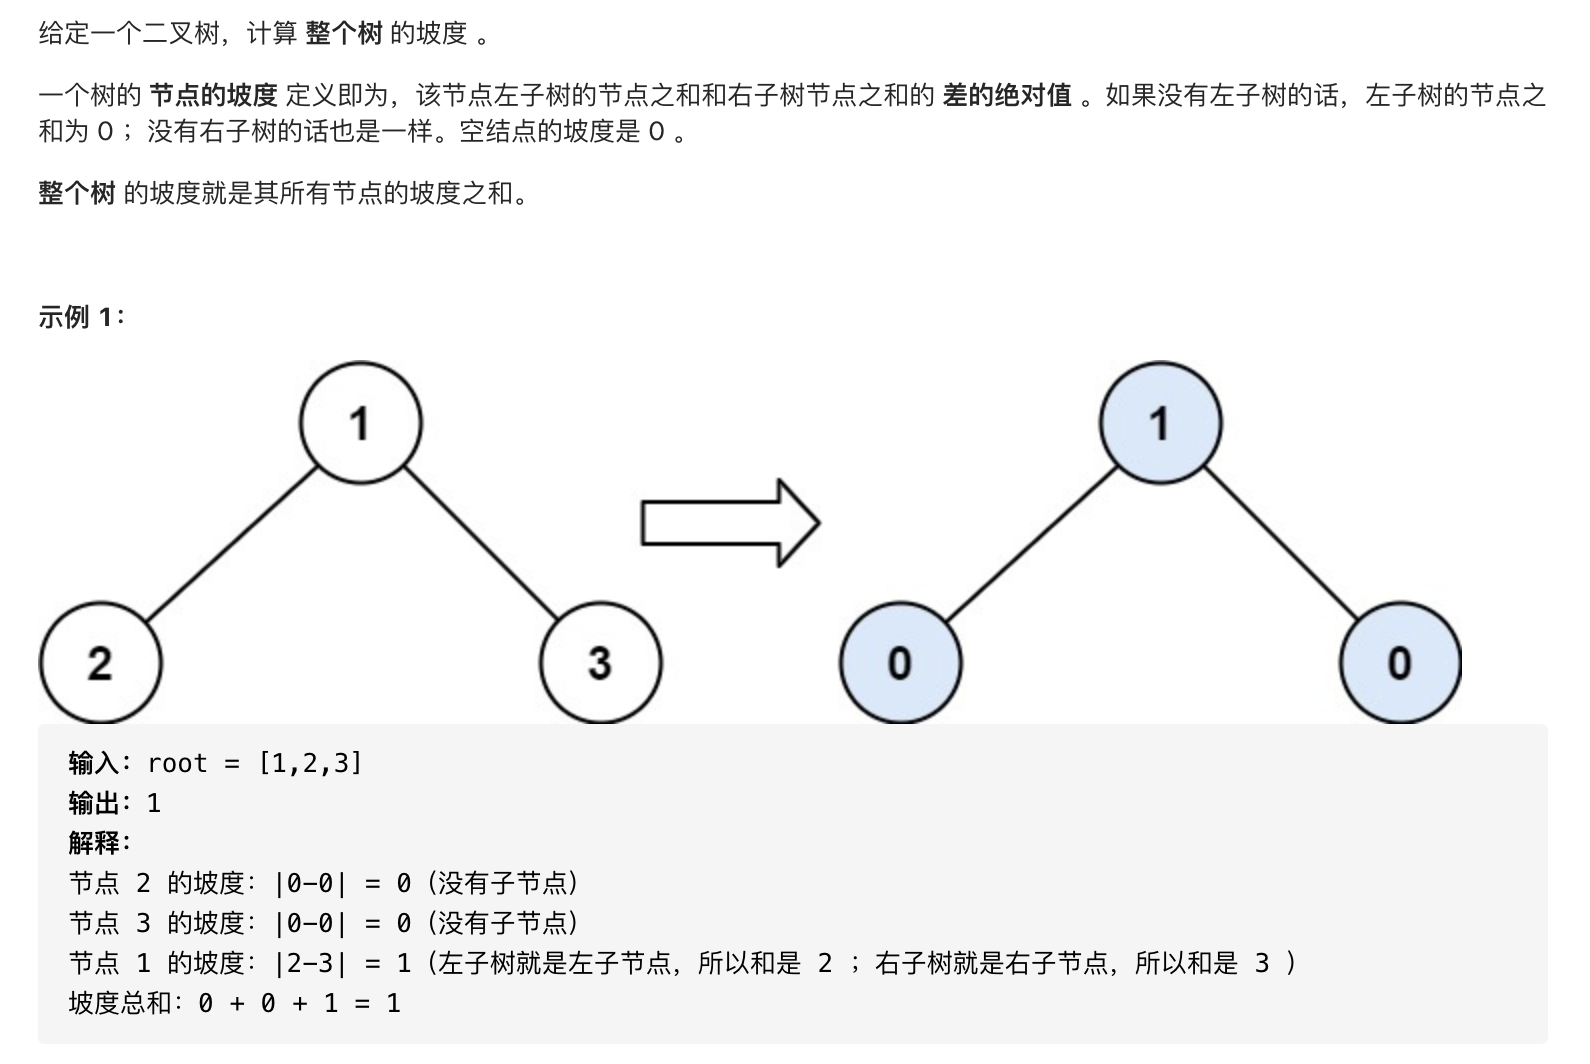 给定一个二叉树，计算 整个树 的坡度 。
一个树的 节点的坡度 定义即为，该节点左子树的节点之和和右子树节点之和的 差的绝对值 。如果没有左子树的话，左子树的节点之
和为 0 ；没有右子树的话也是一样。空结点的坡度是 0 。
整个树 的坡度就是其所有节点的坡度之和。
示例 1：
1
1
2
3
0
0
输入：root = [1,2,3]
输出：1
解释：
节点 2 的坡度：|0-0| = 0（没有子节点）
节点 3 的坡度：|0-0| = 0（没有子节点）
节点 1 的坡度：|2-3| = 1（左子树就是左子节点，所以和是 2 ；右子树就是右子节点，所以和是 3 ）
坡度总和：0 + 0 + 1 = 1